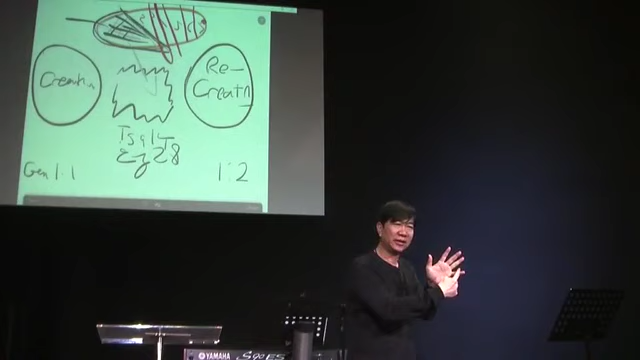 Creatn
Re-
Creatn
Is 14
Ez 28
Gen 1:1
1:2
YAMAHA